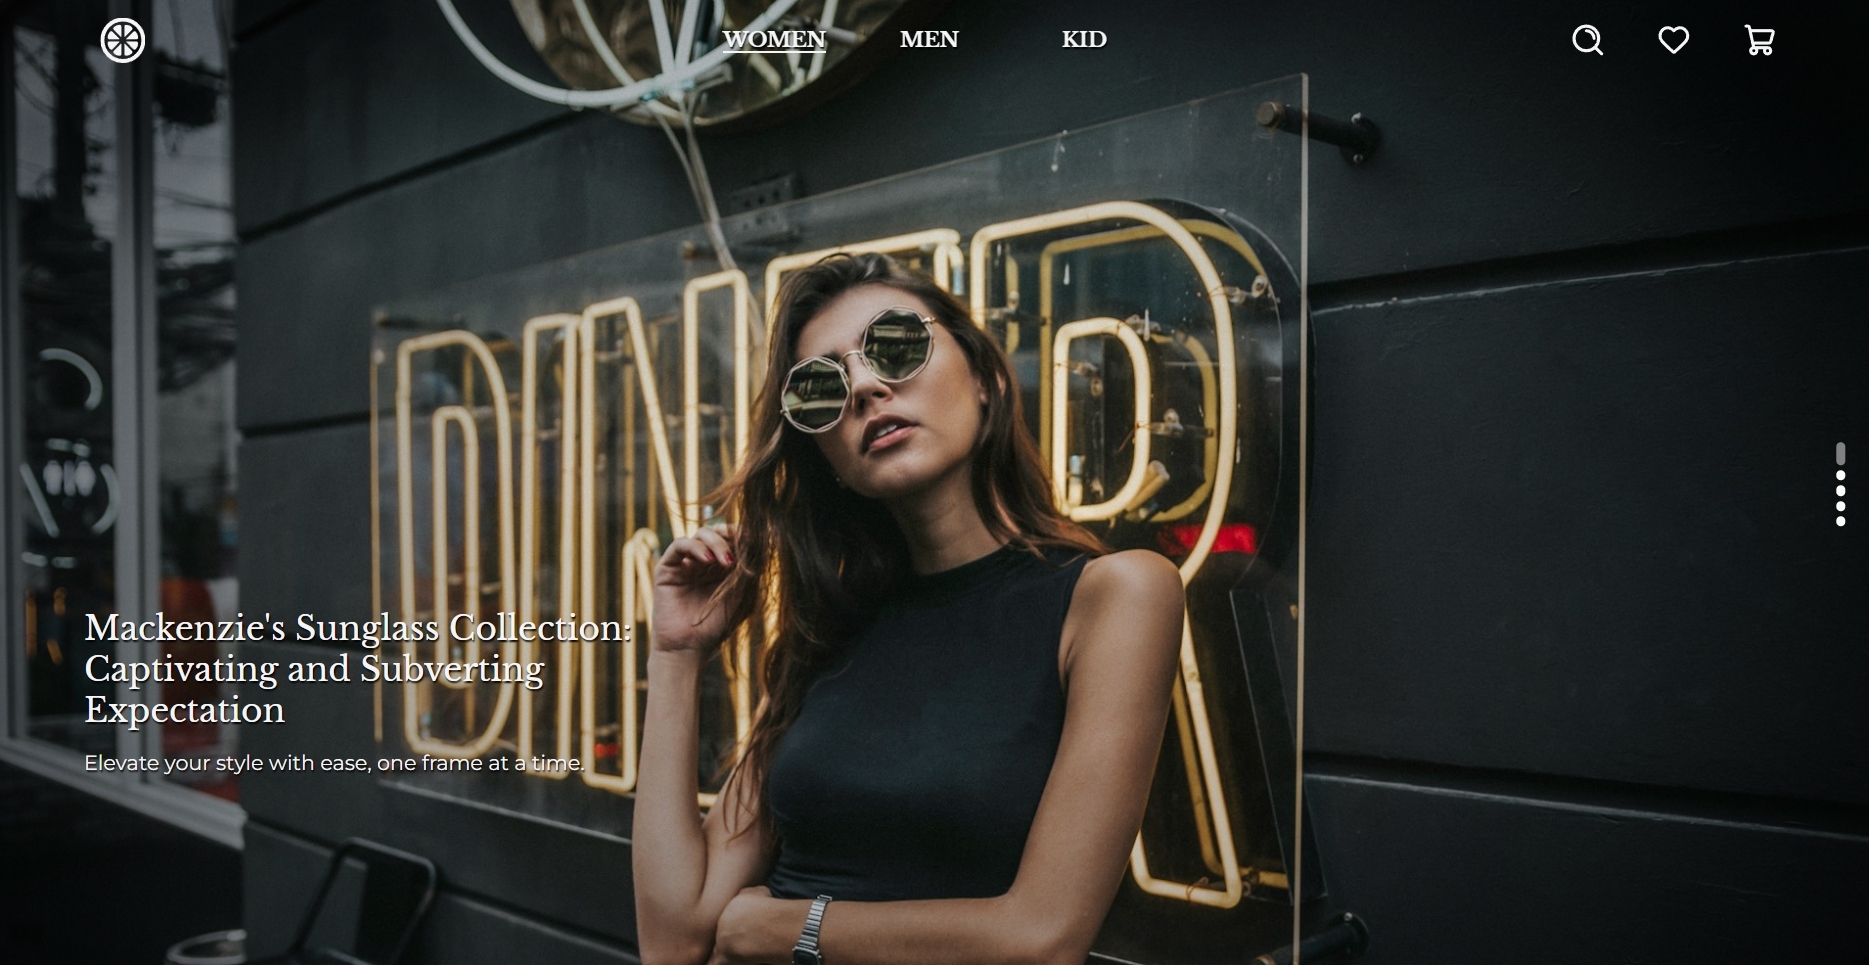 WOMEN MEN KID
DINER
Mackenzie's Sunglass Collection:
Captivating and Subverting
Expectation
Elevate your style with ease, one frame at a time.